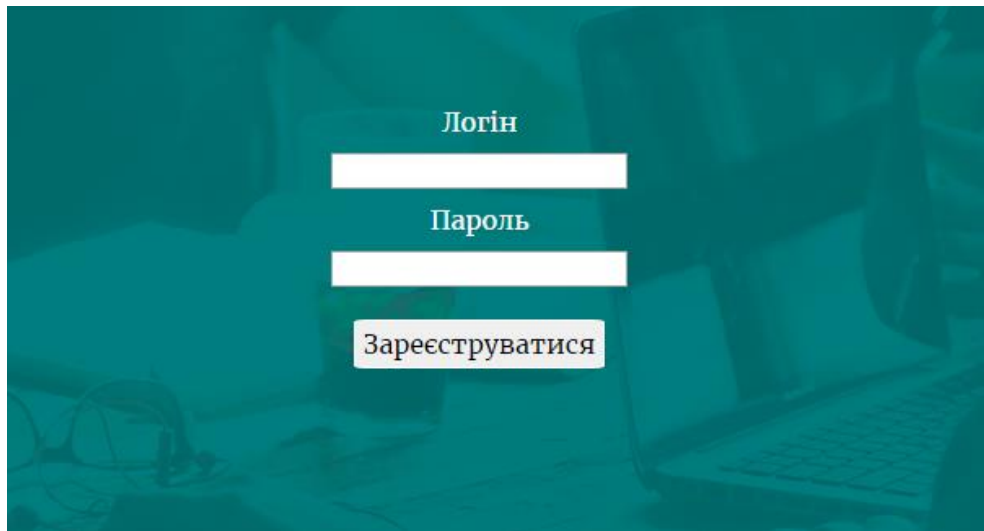 Логін
Пароль
Зареєструватися